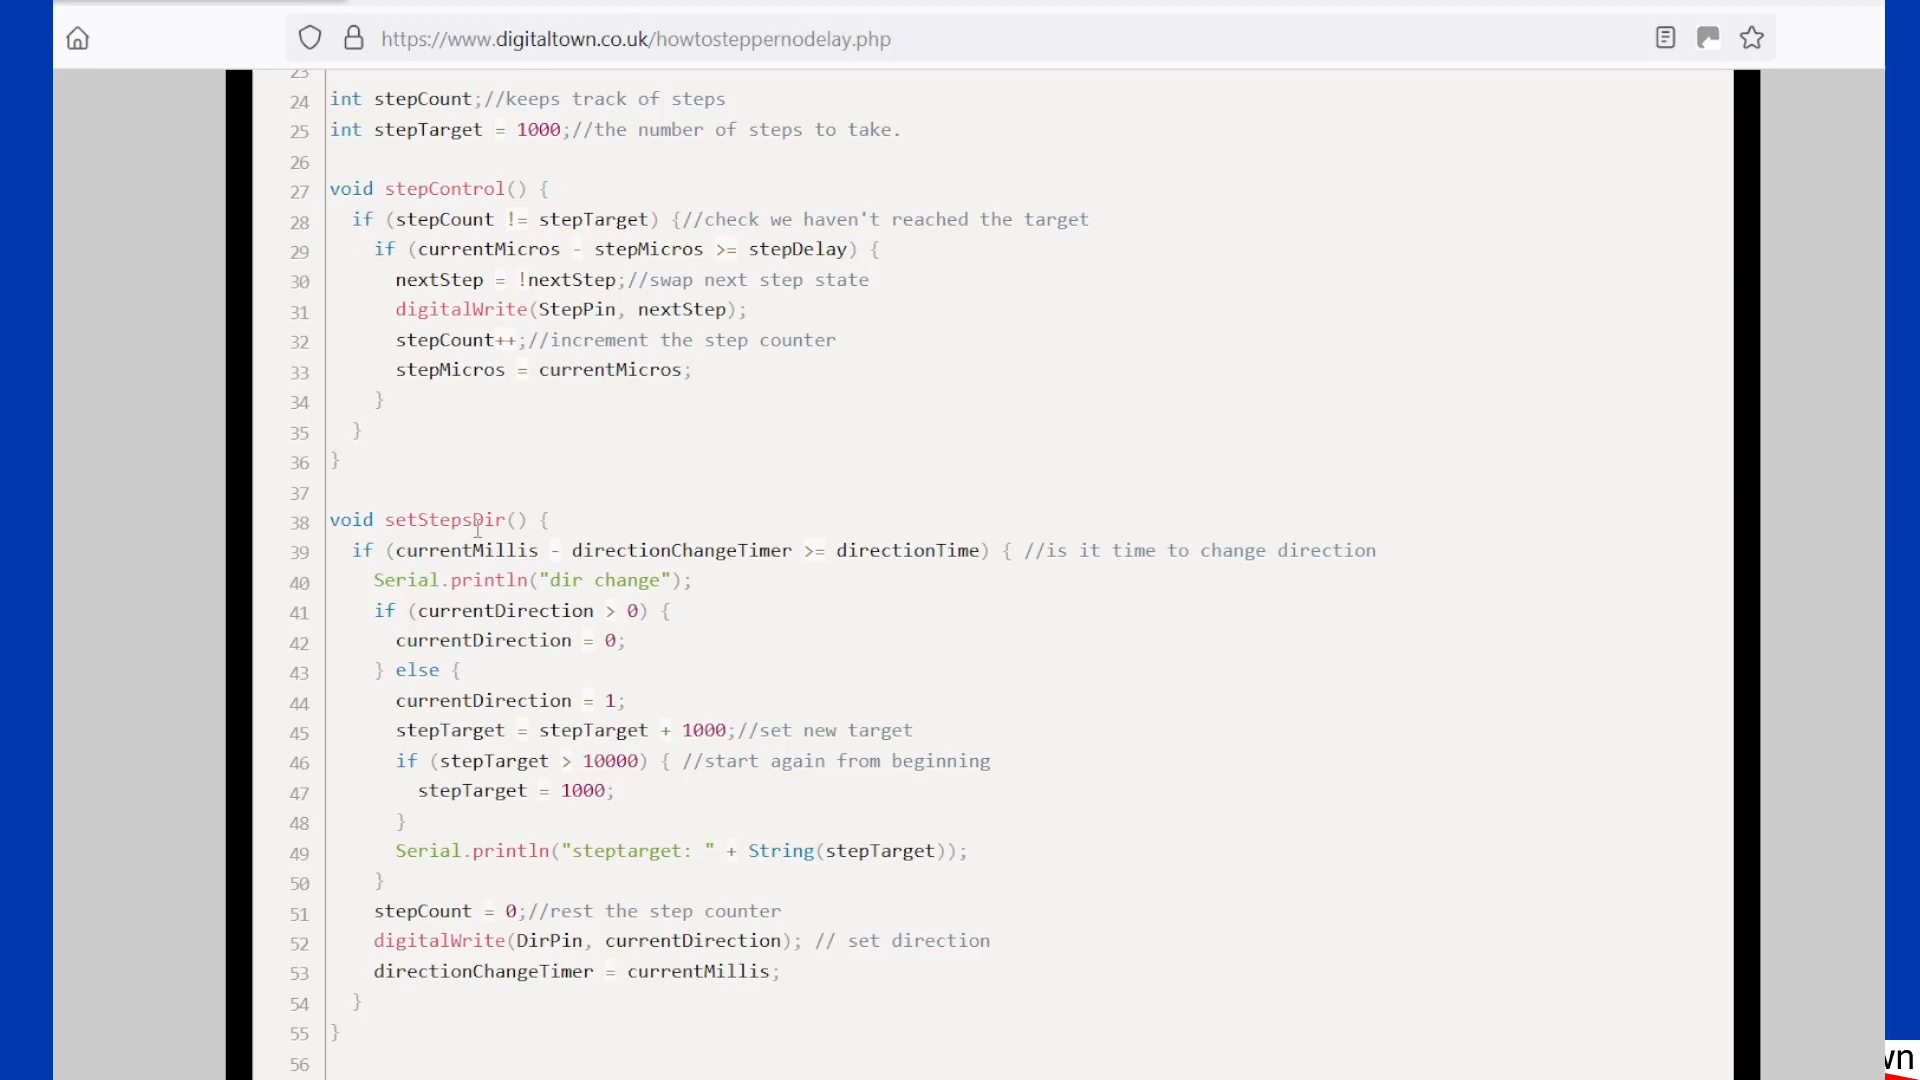 https://www.digitaltown.co.uk/howtosteppernodelay.php
23
24 int stepCount;//keeps track of steps
25 int stepTarget = 1000;//the number of steps to take.
26
27 void stepControl() {
28   if (stepCount != stepTarget) {//check we haven't reached the target
29     if (currentMicros - stepMicros >= stepDelay) {
30       nextStep = !nextStep;//swap next step state
31       digitalWrite(StepPin, nextStep);
32       stepCount++;//increment the step counter
33       stepMicros = currentMicros;
34     }
35   }
36 }
37
38 void setStepsDir() {
39   if (currentMillis - directionChangeTimer >= directionTime) { //is it time to change direction
40     Serial.println("dir change");
41     if (currentDirection > 0) {
42       currentDirection = 0;
43     } else {
44       currentDirection = 1;
45       stepTarget = stepTarget + 1000;//set new target
46       if (stepTarget > 10000) { //start again from beginning
47         stepTarget = 1000;
48       }
49       Serial.println("steptarget: " + String(stepTarget));
50     }
51     stepCount = 0;//rest the step counter
52     digitalWrite(DirPin, currentDirection); // set direction
53     directionChangeTimer = currentMillis;
54   }
55 }
56